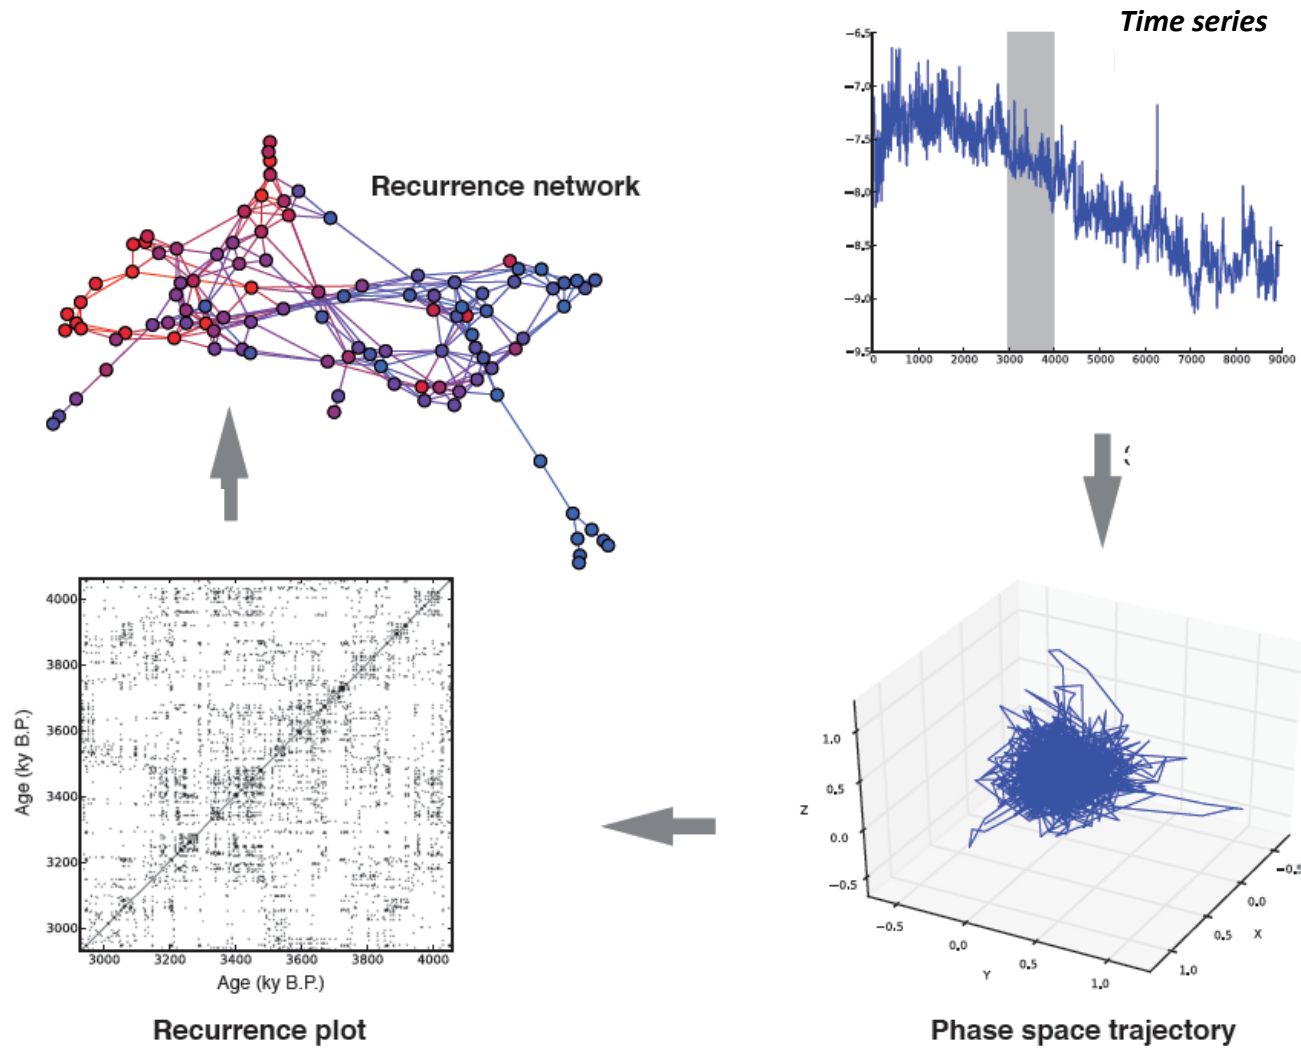 Time series
−6.5
−7.0
−7.5
−8.0
−8.5
−9.0
−9.5
0 1000 2000 3000 4000 5000 6000 7000 8000 9000
Recurrence network
4000
3800
3600
3400
3200
3000
Age (ky B.P.)
3000 3200 3400 3600 3800 4000
Age (ky B.P.)
Recurrence plot
1.0
0.5
0.0
−0.5
Z
−0.5
0.0
0.5
1.0
Y
−0.5
0.0
0.5
1.0
X
Phase space trajectory